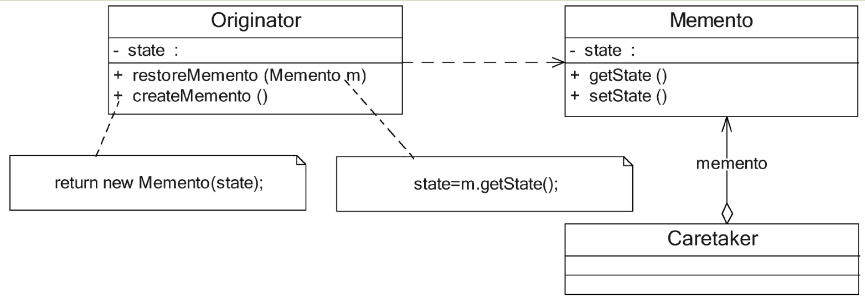 Originator
- state :
+ restoreMemento (Memento m)
+ createMemento ()
Memento
- state :
+ getState ()
+ setState ()
return new Memento(state);
state=m.getState();
memento
Caretaker